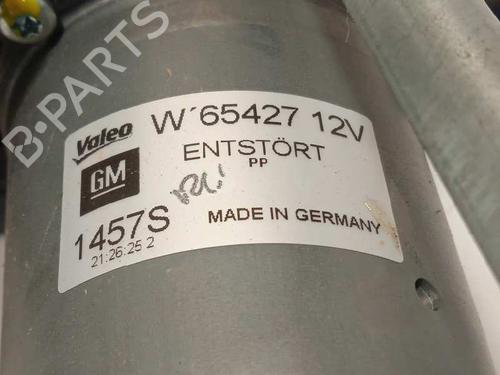 B-PARTS
Valeo W´65427 12V
ENTSTÖRT
PP
GM
1457S
MADE IN GERMANY
21:26:25 2